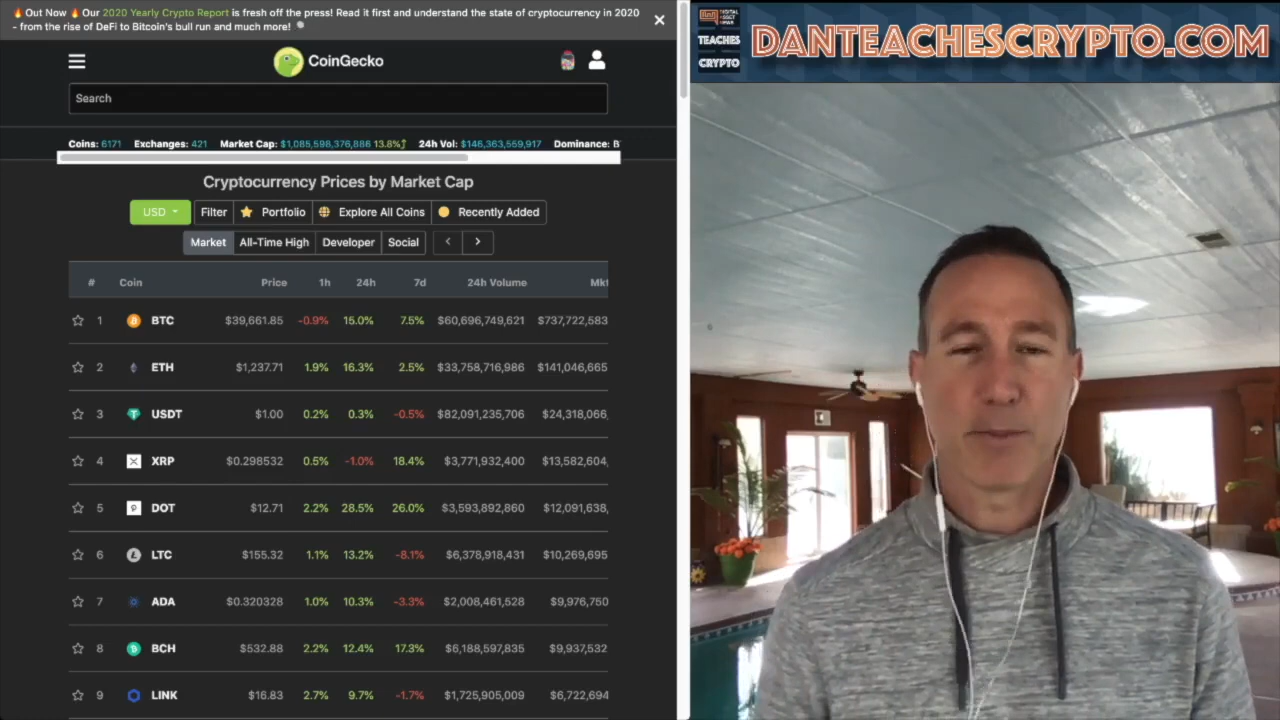 🔥Out Now 🔥Our 2020 Yearly Crypto Report is fresh off the press! Read it first and understand the state of cryptocurrency in 2020
- from the rise of DeFi to Bitcoin's bull run and much more!
CoinGecko
Search
Coins: 6171 Exchanges: 421 Market Cap: $1,085,598,376,886 13.8% 24h Vol: $146,363,559,917 Dominance: B
Cryptocurrency Prices by Market Cap
USD Filter Portfolio Explore All Coins Recently Added
Market All-Time High Developer Social < >
# Coin Price 1h 24h 7d 24h Volume Mkt
1 BTC $39,661.85 -0.9% 15.0% 7.5% $60,696,749,621 $737,722,583
2 ETH $1,237.71 1.9% 16.3% 2.5% $33,758,716,986 $141,046,665
3 USDT $1.00 0.2% 0.3% -0.5% $82,091,235,706 $24,318,066,
4 XRP $0.298532 0.5% -1.0% 18.4% $3,771,932,400 $13,582,604,
5 DOT $12.71 2.2% 28.5% 26.0% $3,593,892,860 $12,091,638,
6 LTC $155.32 1.1% 13.2% -8.1% $6,378,918,431 $10,269,695
7 ADA $0.320328 1.0% 10.3% -3.3% $2,008,461,528 $9,976,750
8 BCH $532.88 2.2% 12.4% 17.3% $6,188,597,835 $9,937,532
9 LINK $16.83 2.7% 9.7% -1.7% $1,725,905,009 $6,722,694
TEACHES
CRYPTO
DANTEACHESCRYPTO.COM